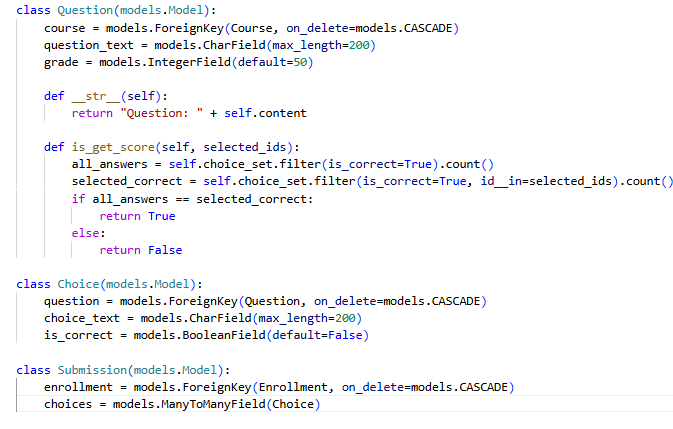 class Question(models.Model):
    course = models.ForeignKey(Course, on_delete=models.CASCADE)
    question_text = models.CharField(max_length=200)
    grade = models.IntegerField(default=50)

    def __str__(self):
        return "Question: " + self.content

    def is_get_score(self, selected_ids):
        all_answers = self.choice_set.filter(is_correct=True).count()
        selected_correct = self.choice_set.filter(is_correct=True, id__in=selected_ids).count()
        if all_answers == selected_correct:
            return True
        else:
            return False

class Choice(models.Model):
    question = models.ForeignKey(Question, on_delete=models.CASCADE)
    choice_text = models.CharField(max_length=200)
    is_correct = models.BooleanField(default=False)

class Submission(models.Model):
    enrollment = models.ForeignKey(Enrollment, on_delete=models.CASCADE)
    choices = models.ManyToManyField(Choice)